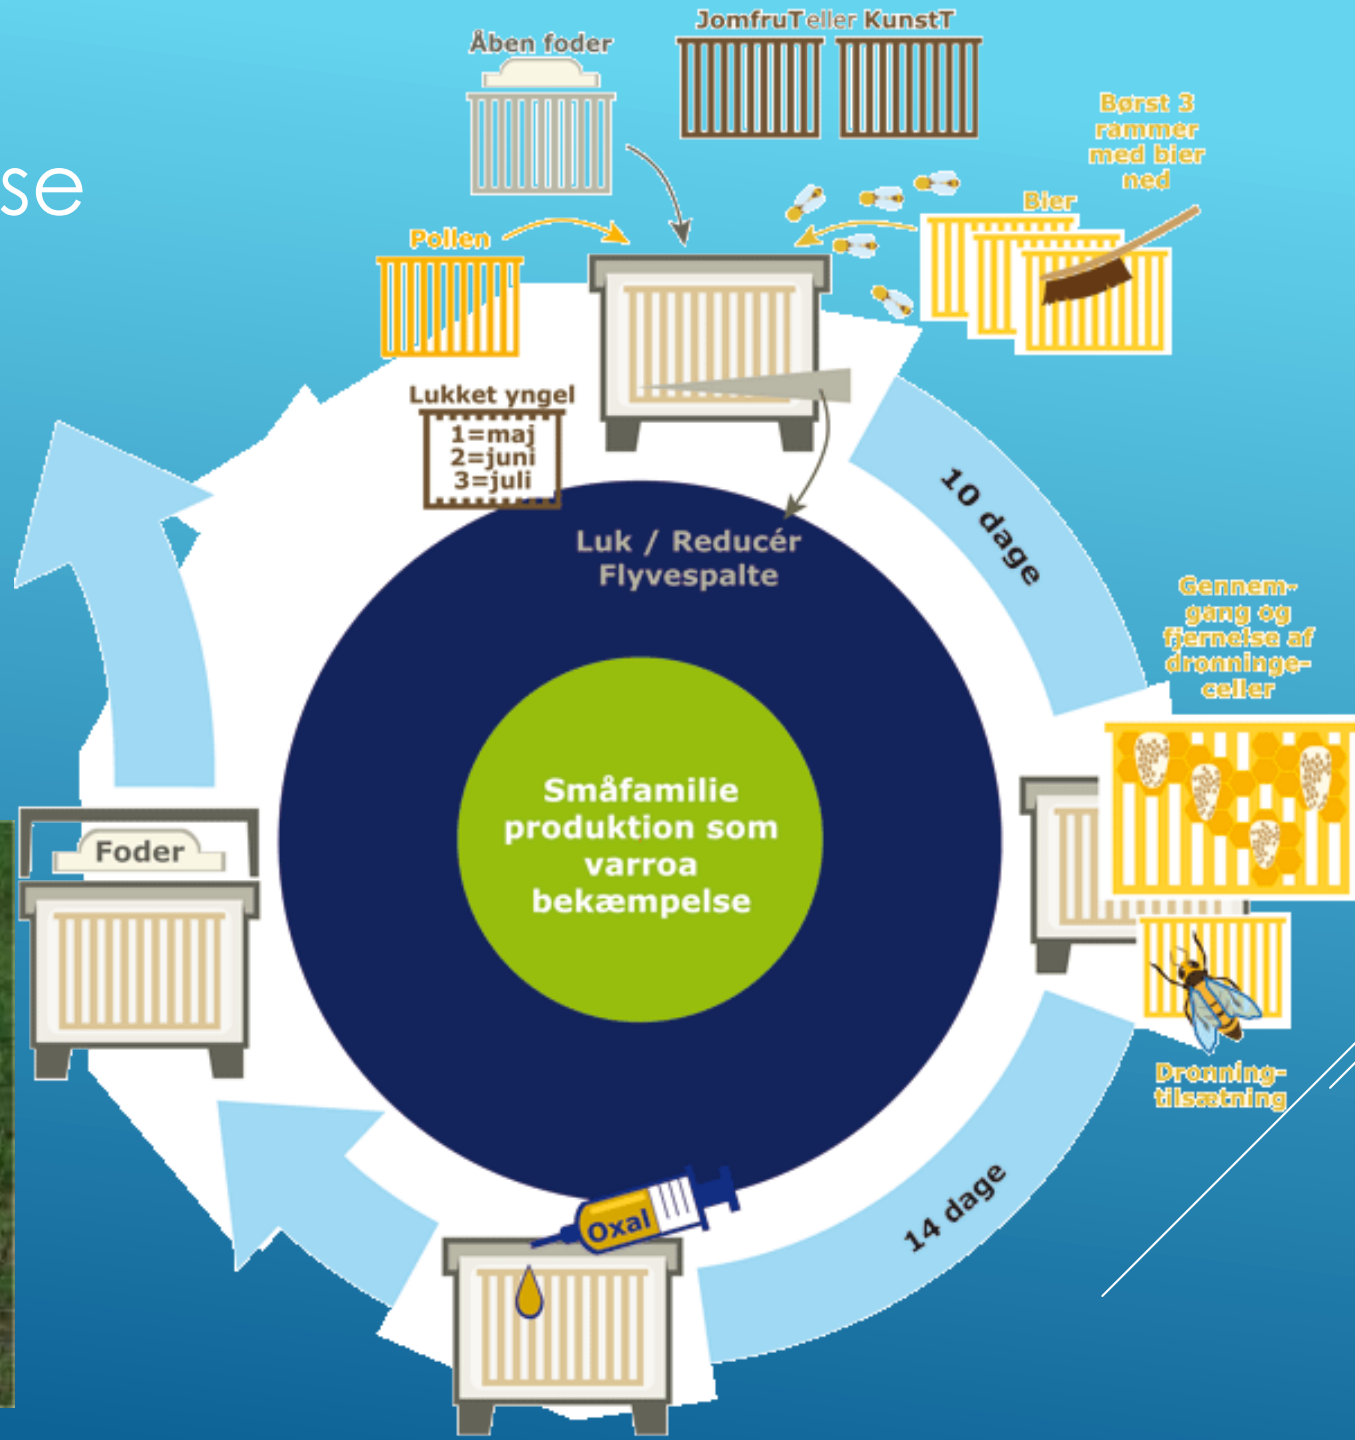 se
Åben foder
JomfruT eller KunstT
Børst 3
rammer
med bier
ned
Bier
Pollen
Lukket yngel
1=maj
2=juni
3=juli
Luk / Reducér
Flyvespalte
10 dage
Gennem-
gang og
fjernelse af
dronninge-
celler
Småfamilie
produktion som
varroa
bekæmpelse
Foder
Dronning-
tilsætning
14 dage
Oxal